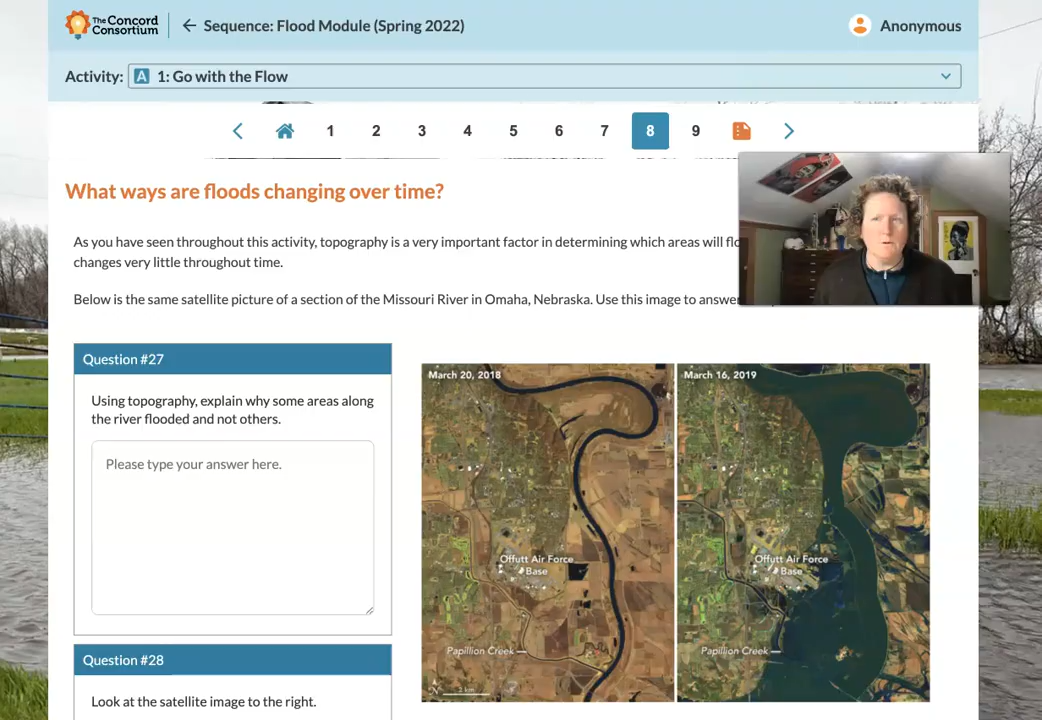 The Concord
Consortium
Sequence: Flood Module (Spring 2022)
Anonymous
Activity: A 1: Go with the Flow
1 2 3 4 5 6 7 8 9
What ways are floods changing over time?
As you have seen throughout this activity, topography is a very important factor in determining which areas will
changes very little throughout time.
Below is the same satellite picture of a section of the Missouri River in Omaha, Nebraska. Use this image to
Question #27
Using topography, explain why some areas along
the river flooded and not others.
Please type your answer here.
Question #28
Look at the satellite image to the right.
March 20, 2018
Offutt Air Force
Base
Papillion Creek
N
March 16, 2019
Offutt Air Force
Base
Papillion Creek